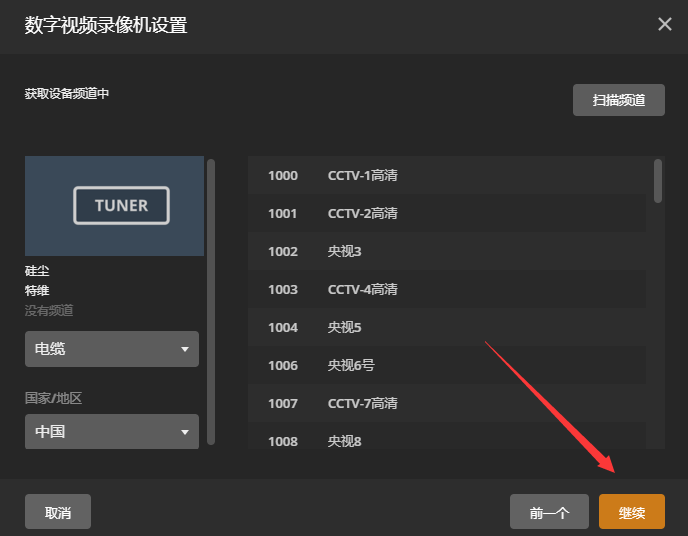 数字视频录像机设置
获取设备频道中
扫描频道
TUNER
硅尘
特维
没有频道
电缆
国家/地区
中国
1000 CCTV-1高清
1001 CCTV-2高清
1002 央视3
1003 CCTV-4高清
1004 央视5
1006 央视6号
1007 CCTV-7高清
1008 央视8
取消
前一个
继续